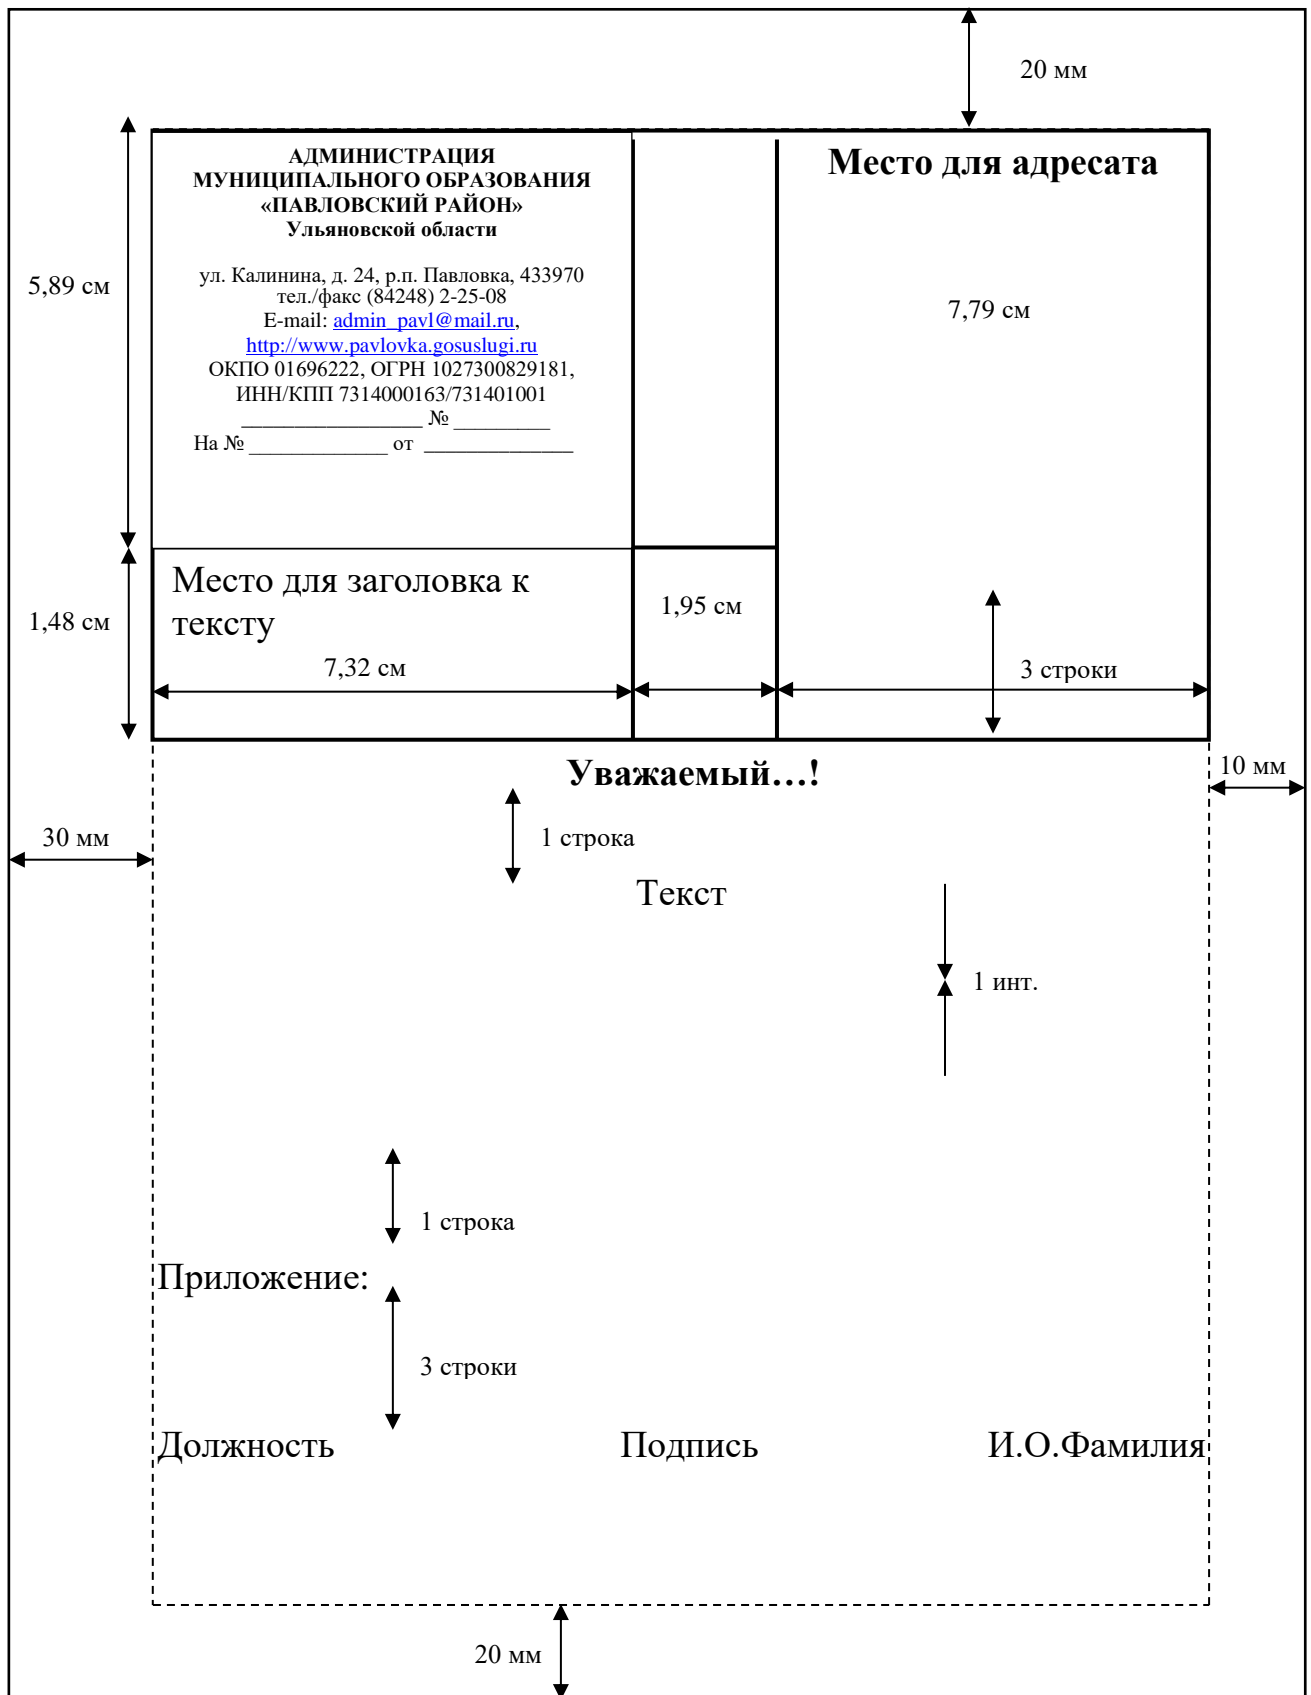 20 мм
АДМИНИСТРАЦИЯ
МУНИЦИПАЛЬНОГО ОБРАЗОВАНИЯ
«ПАВЛОВСКИЙ РАЙОН»
Ульяновской области
ул. Калинина, д. 24, р.п. Павловка, 433970
тел./факс (84248) 2-25-08
E-mail: admin_pavl@mail.ru,
http://www.pavlovka.gosuslugi.ru
ОКПО 01696222, ОГРН 1027300829181,
ИНН/КПП 7314000163/731401001
_________________ № _________
На № _____________ от ______________
Место для адресата
5,89 см
7,79 см
Место для заголовка к
тексту
1,48 см
7,32 см
1,95 см
3 строки
Уважаемый…!
10 мм
30 мм
1 строка
Текст
1 инт.
1 строка
Приложение:
3 строки
Должность Подпись И.О.Фамилия
20 мм